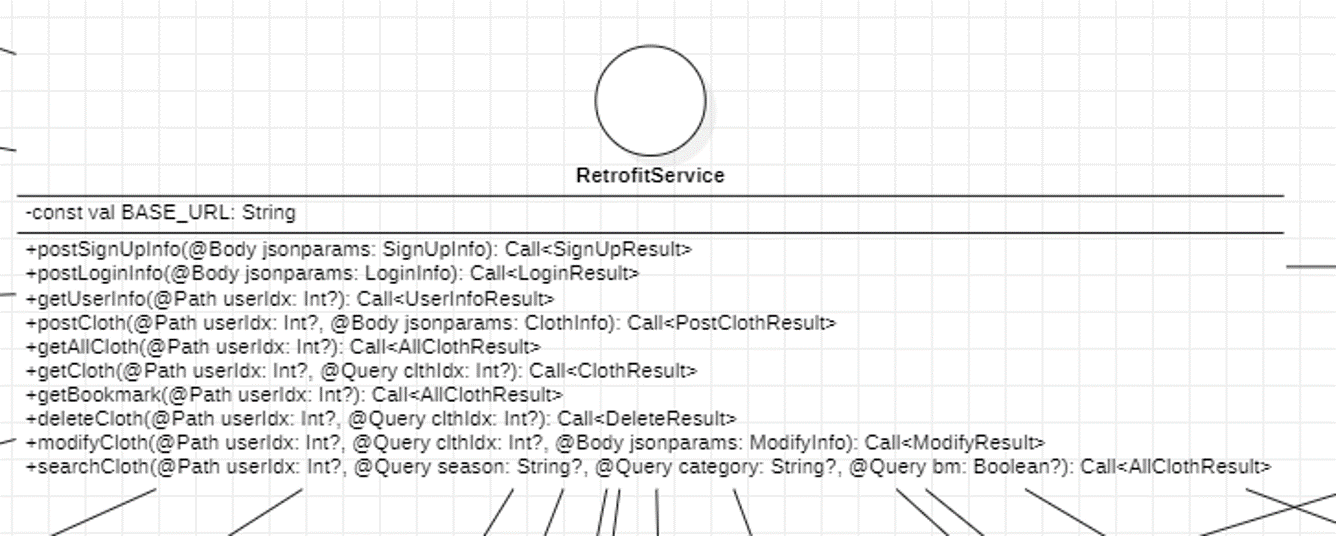 RetrofitService
-const val BASE_URL: String
+postSignUpInfo(@Body jsonparams: SignUpInfo): Call<SignUpResult>
+postLoginInfo(@Body jsonparams: LoginInfo): Call<LoginResult>
+getUserInfo(@Path userIdx: Int?): Call<UserInfoResult>
+postCloth(@Path userIdx: Int?, @Body jsonparams: ClothInfo): Call<PostClothResult>
+getAllCloth(@Path userIdx: Int?): Call<AllClothResult>
+getCloth(@Path userIdx: Int?, @Query clthIdx: Int?): Call<ClothResult>
+getBookmark(@Path userIdx: Int?): Call<AllClothResult>
+deleteCloth(@Path userIdx: Int?, @Query clthIdx: Int?): Call<DeleteResult>
+modifyCloth(@Path userIdx: Int?, @Query clthIdx: Int?, @Body jsonparams: ModifyInfo): Call<ModifyResult>
+searchCloth(@Path userIdx: Int?, @Query season: String?, @Query category: String?, @Query bm: Boolean?): Call<AllClothResult>